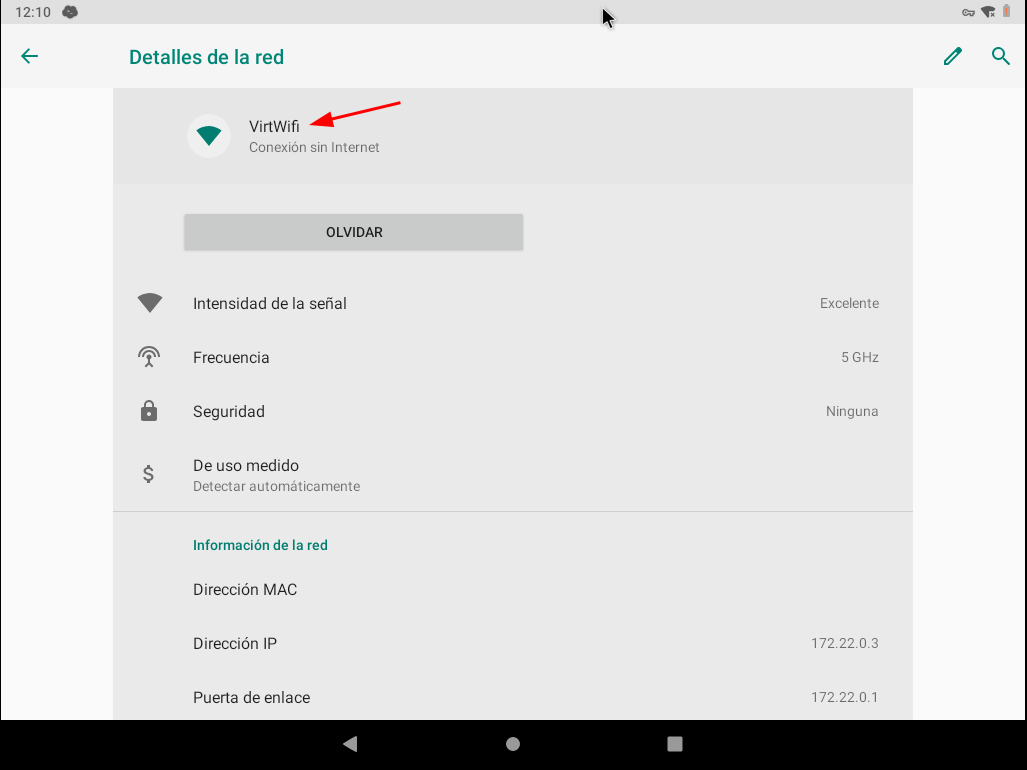 12:10
Detalles de la red
VirtWifi
Conexión sin Internet
OLVIDAR
Intensidad de la señal Excelente
Frecuencia 5 GHz
Seguridad Ninguna
De uso medido
Detectar automáticamente
Información de la red
Dirección MAC
Dirección IP 172.22.0.3
Puerta de enlace 172.22.0.1